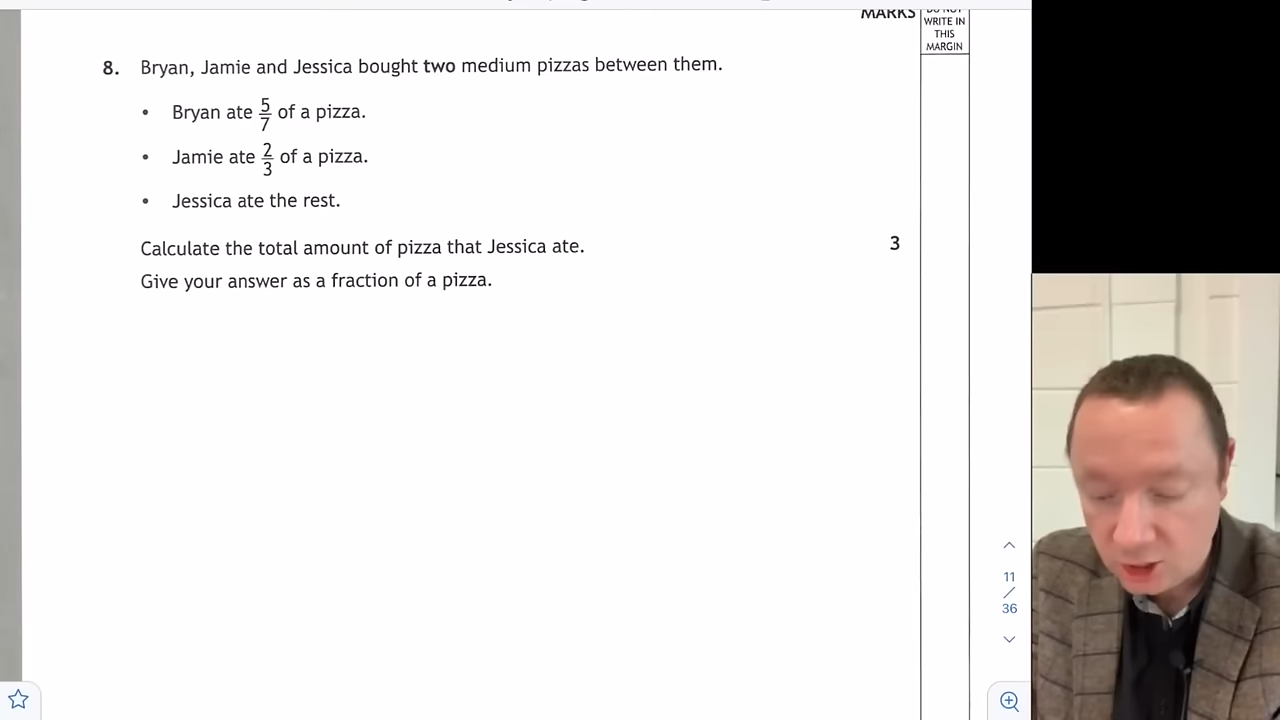 MARKS
DO NOT
WRITE IN
THIS
MARGIN
8. Bryan, Jamie and Jessica bought two medium pizzas between them.
• Bryan ate 5/7 of a pizza.
• Jamie ate 2/3 of a pizza.
• Jessica ate the rest.
Calculate the total amount of pizza that Jessica ate. 3
Give your answer as a fraction of a pizza.
11
/
36